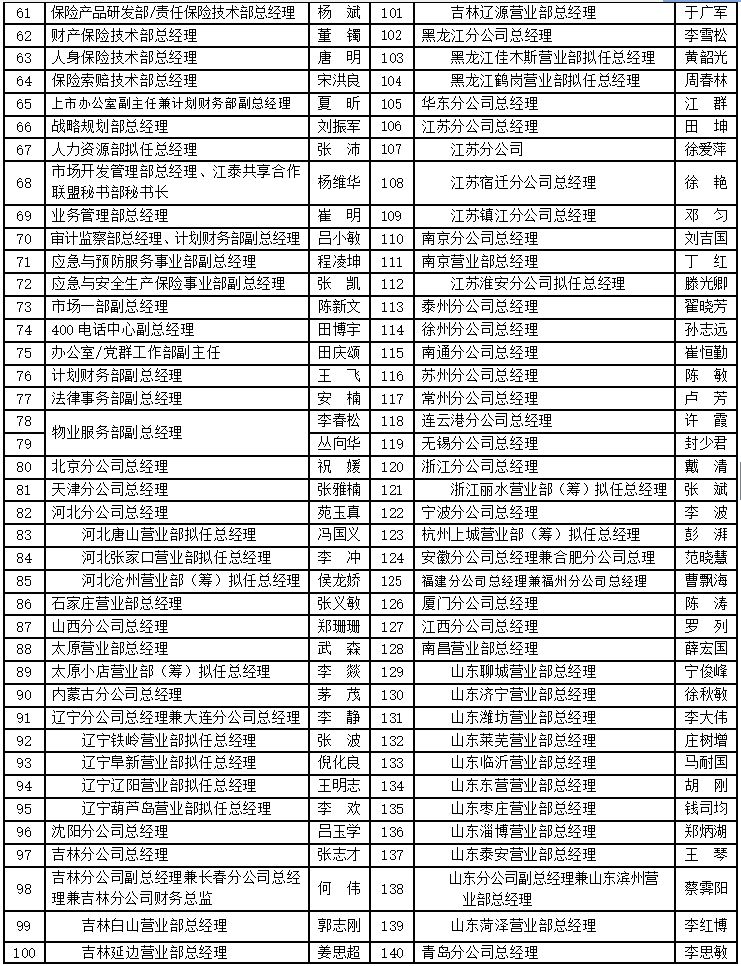 61 保险产品研发部/责任保险技术部总经理 杨　斌 101 吉林辽源营业部总经理 于广军
62 财产保险技术部总经理 董　镯 102 黑龙江分公司总经理 李雪松
63 人身保险技术部总经理 唐　明 103 黑龙江佳木斯营业部拟任总经理 黄韶光
64 保险索赔技术部总经理 宋洪良 104 黑龙江鹤岗营业部拟任总经理 周春林
65 上市办公室副主任兼计划财务部副总经理 夏　昕 105 华东分公司总经理 江　群
66 战略规划部总经理 刘振军 106 江苏分公司总经理 田　坤
67 人力资源部拟任总经理 张　沛 107 江苏分公司 徐爱萍
68 市场开发管理部总经理、江泰共享合作
联盟秘书部秘书长 杨维华 108 江苏宿迁分公司总经理 徐　艳
69 业务管理部总经理 崔　明 109 江苏镇江分公司总经理 邓　匀
70 审计监察部总经理、计划财务部副总经理 吕小敏 110 南京分公司总经理 刘吉国
71 应急与预防服务事业部副总经理 程凌坤 111 南京营业部总经理 丁　红
72 应急与安全生产保险事业部副总经理 张　凯 112 江苏淮安分公司拟任总经理 滕光卿
73 市场一部副总经理 陈新文 113 泰州分公司总经理 翟晓芳
74 400 电话中心副总经理 田博宇 114 徐州分公司总经理 孙志远
75 办公室/党群工作部副主任 田庆颂 115 南通分公司总经理 崔恒勤
76 计划财务部副总经理 王　飞 116 苏州分公司总经理 陈　敏
77 法律事务部副总经理 安　楠 117 常州分公司总经理 卢　芳
78 物业服务部副总经理 李春松 118 连云港分公司总经理 许　霞
79 丛向华 119 无锡分公司总经理 封少君
80 北京分公司总经理 祝　媛 120 浙江分公司总经理 戴　清
81 天津分公司总经理 张雅楠 121 浙江丽水营业部（筹）拟任总经理 张　斌
82 河北分公司总经理 苑玉真 122 宁波分公司总经理 李　波
83 河北唐山营业部拟任总经理 冯国义 123 杭州上城营业部（筹）拟任总经理 彭　湃
84 河北张家口营业部拟任总经理 李　冲 124 安徽分公司总经理兼合肥分公司总理 范晓慧
85 河北沧州营业部（筹）拟任总经理 侯龙娇 125 福建分公司总经理兼福州分公司总经理 曹飘海
86 石家庄营业部总经理 张义敏 126 厦门分公司总经理 陈　涛
87 山西分公司总经理 郑珊珊 127 江西分公司总经理 罗　列
88 太原营业部总经理 武　森 128 南昌营业部总经理 薛宏国
89 太原小店营业部（筹）拟任总经理 李　燚 129 山东聊城营业部总经理 宁俊峰
90 内蒙古分公司总经理 茅　茂 130 山东济宁营业部总经理 徐秋敏
91 辽宁分公司总经理兼大连分公司总经理 李　静 131 山东潍坊营业部总经理 李大伟
92 辽宁铁岭营业部拟任总经理 张　波 132 山东莱芜营业部总经理 庄树增
93 辽宁阜新营业部拟任总经理 倪化良 133 山东临沂营业部总经理 马耐国
94 辽宁辽阳营业部拟任总经理 王明志 134 山东东营营业部总经理 胡　刚
95 辽宁葫芦岛营业部拟任总经理 李　欢 135 山东枣庄营业部总经理 钱司均
96 沈阳分公司总经理 吕玉学 136 山东淄博营业部总经理 郑炳湖
97 吉林分公司总经理 张志才 137 山东泰安营业部总经理 王　琴
98 吉林分公司副总经理兼长春分公司总经
理兼吉林分公司财务总监 何　伟 138 山东分公司副总经理兼山东滨州营
业部总经理 蔡霁阳
99 吉林白山营业部总经理 郭志刚 139 山东菏泽营业部总经理 李红博
100 吉林延边营业部总经理 姜思超 140 青岛分公司总经理 李思敏